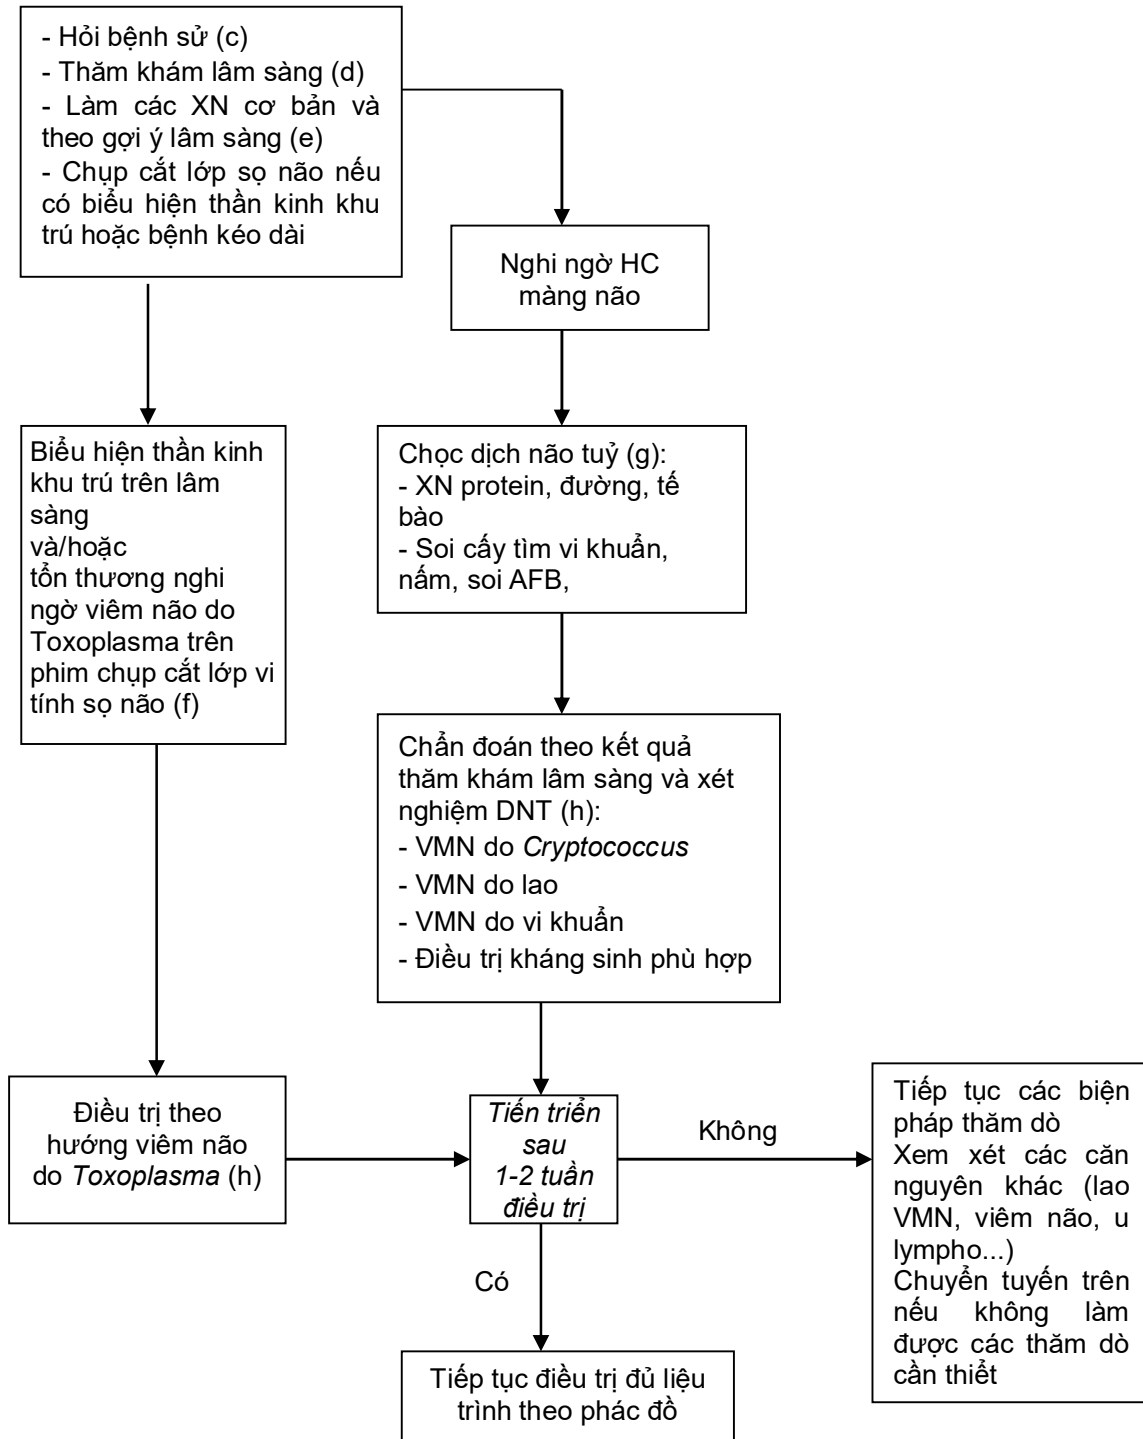 - Hỏi bệnh sử (c)
- Thăm khám lâm sàng (d)
- Làm các XN cơ bản và
theo gợi ý lâm sàng (e)
- Chụp cắt lớp sọ não nếu
có biểu hiện thần kinh khu
trú hoặc bệnh kéo dài
Nghi ngờ HC
màng não
Biểu hiện thần kinh
khu trú trên lâm
sàng
và/hoặc
tổn thương nghi
ngờ viêm não do
Toxoplasma trên
phim chụp cắt lớp vi
tính sọ não (f)
Chọc dịch não tuỷ (g):
- XN protein, đường, tế
bào
- Soi cấy tìm vi khuẩn,
nấm, soi AFB,
Chẩn đoán theo kết quả
thăm khám lâm sàng và xét
nghiệm DNT (h):
- VMN do Cryptococcus
- VMN do lao
- VMN do vi khuẩn
- Điều trị kháng sinh phù hợp
Điều trị theo
hướng viêm não
do Toxoplasma (h)
Tiến triển
sau
1-2 tuần
điều trị
Không
Tiếp tục các biện
pháp thăm dò
Xem xét các căn
nguyên khác (lao
VMN, viêm não, u
lympho...)
Chuyển tuyến trên
nếu không làm
được các thăm dò
cần thiết
Có
Tiếp tục điều trị đủ liệu
trình theo phác đồ